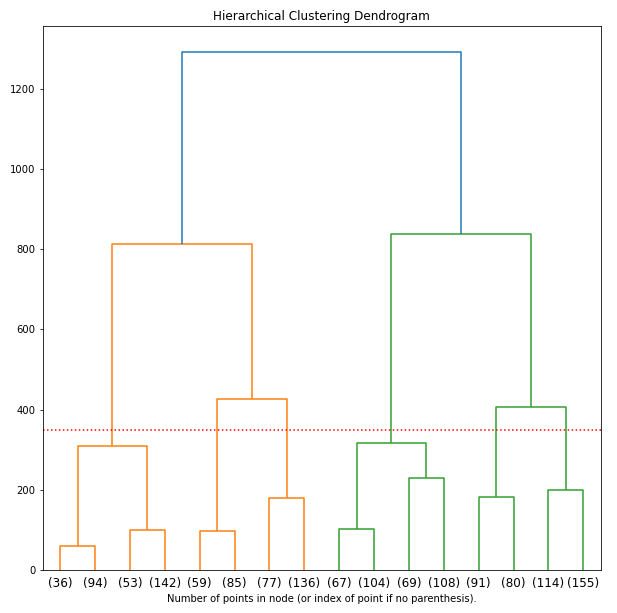 Hierarchical Clustering Dendrogram
1200
1000
800
600
400
200
0
(36) (94) (53) (142) (59) (85) (77) (136) (67) (104) (69) (108) (91) (80) (114) (155)
Number of points in node (or index of point if no parenthesis).